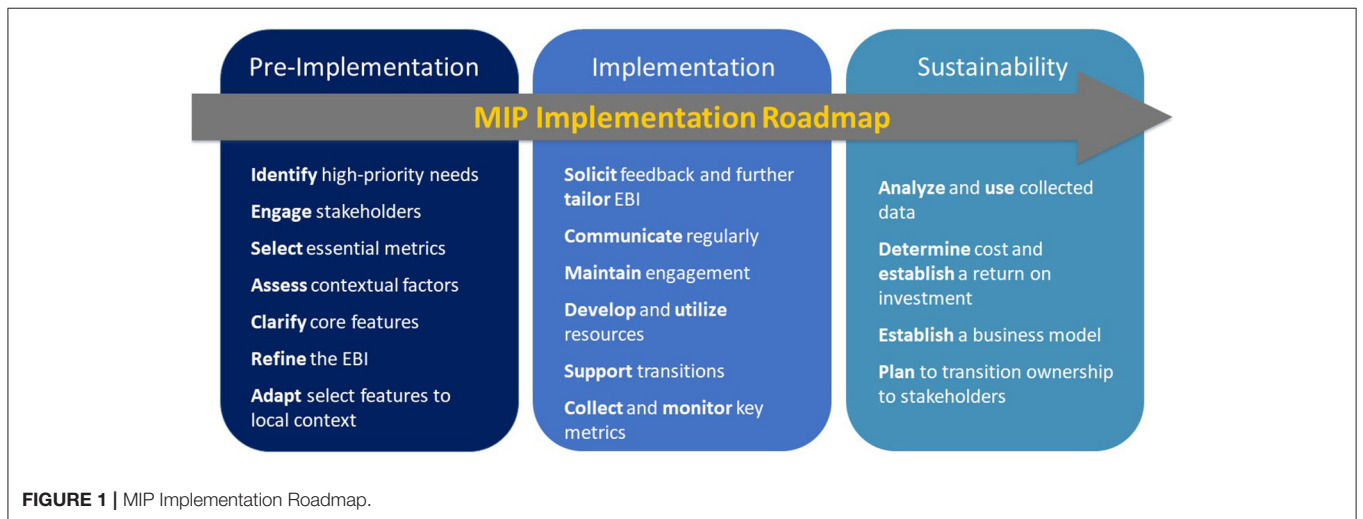 Pre-Implementation
Implementation
Sustainability
MIP Implementation Roadmap
Identify high-priority needs
Engage stakeholders
Select essential metrics
Assess contextual factors
Clarify core features
Refine the EBI
Adapt select features to
local context
Solicit feedback and further
tailor EBI
Communicate regularly
Maintain engagement
Develop and utilize
resources
Support transitions
Collect and monitor key
metrics
Analyze and use collected
data
Determine cost and
establish a return on
investment
Establish a business model
Plan to transition ownership
to stakeholders
FIGURE 1 | MIP Implementation Roadmap.